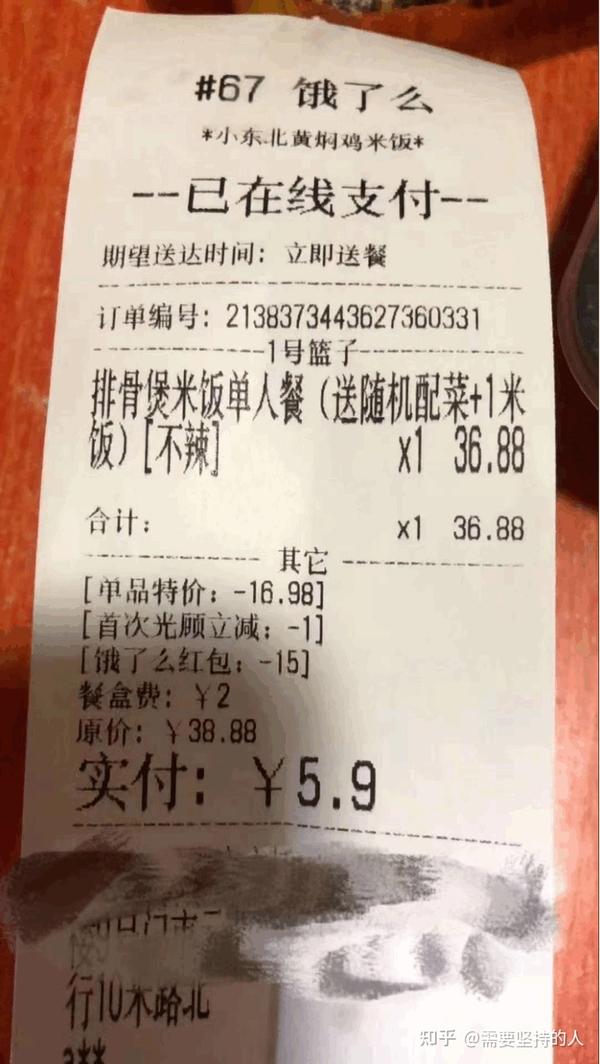 #67 饿了么
*小东北黄焖鸡米饭*
--已在线支付--
期望送达时间: 立即送餐
订单编号: 2138373443627360331
1号篮子
排骨煲米饭单人餐（送随机配菜+1米
饭）[不辣] x1 36.88
合计: x1 36.88
其它
[单品特价: -16.98]
[首次光顾立减: -1]
[饿了么红包: -15]
餐盒费: ￥2
原价: ￥38.88
实付: ￥5.9
行10米路北
a**
知乎 @需要坚持的人